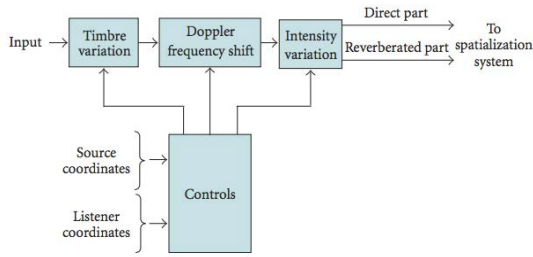 Input
Timbre
variation
Doppler
frequency shift
Intensity
variation
Direct part
Reverberated part
To
spatialization
system
Source
coordinates
Controls
Listener
coordinates